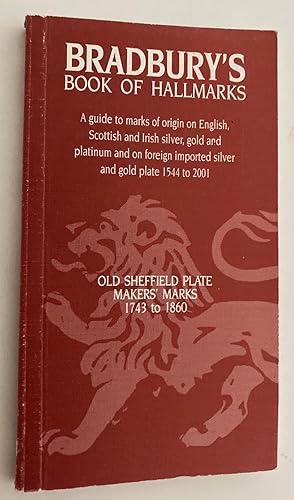 BRADBURY'S
BOOK OF HALLMARKS
A guide to marks of origin on English,
Scottish and Irish silver, gold and
platinum and on foreign imported silver
and gold plate 1544 to 2001
OLD SHEFFIELD PLATE
MAKERS' MARKS
1743 to 1860